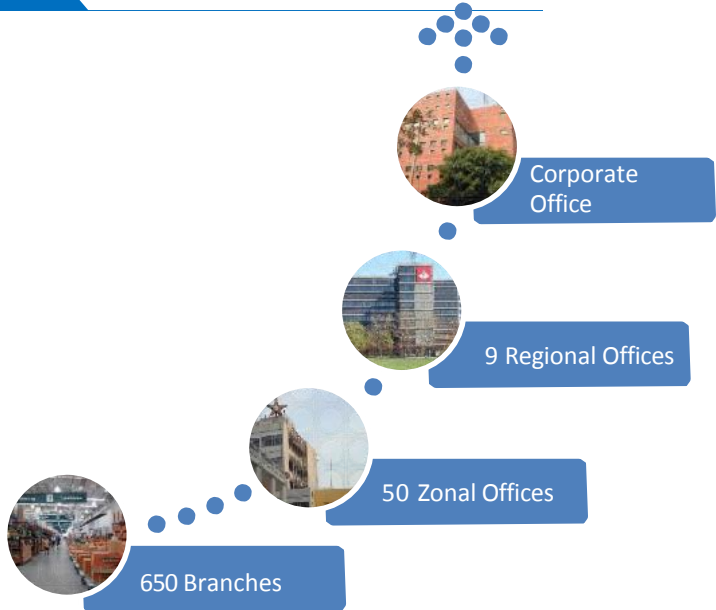 Corporate
Office
9 Regional Offices
50 Zonal Offices
650 Branches